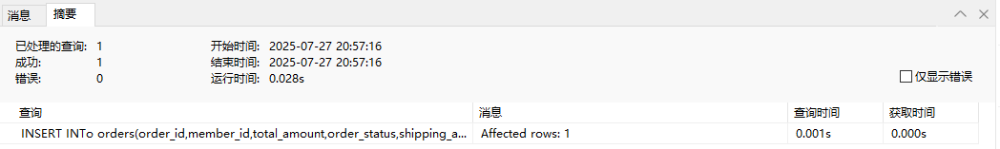 消息 摘要
已处理的查询: 1 开始时间: 2025-07-27 20:57:16
成功: 1 结束时间: 2025-07-27 20:57:16
错误: 0 运行时间: 0.028s
仅显示错误
查询 消息 查询时间 获取时间
INSERT INTo orders(order_id,member_id,total_amount,order_status,shipping_a... Affected rows: 1 0.001s 0.000s